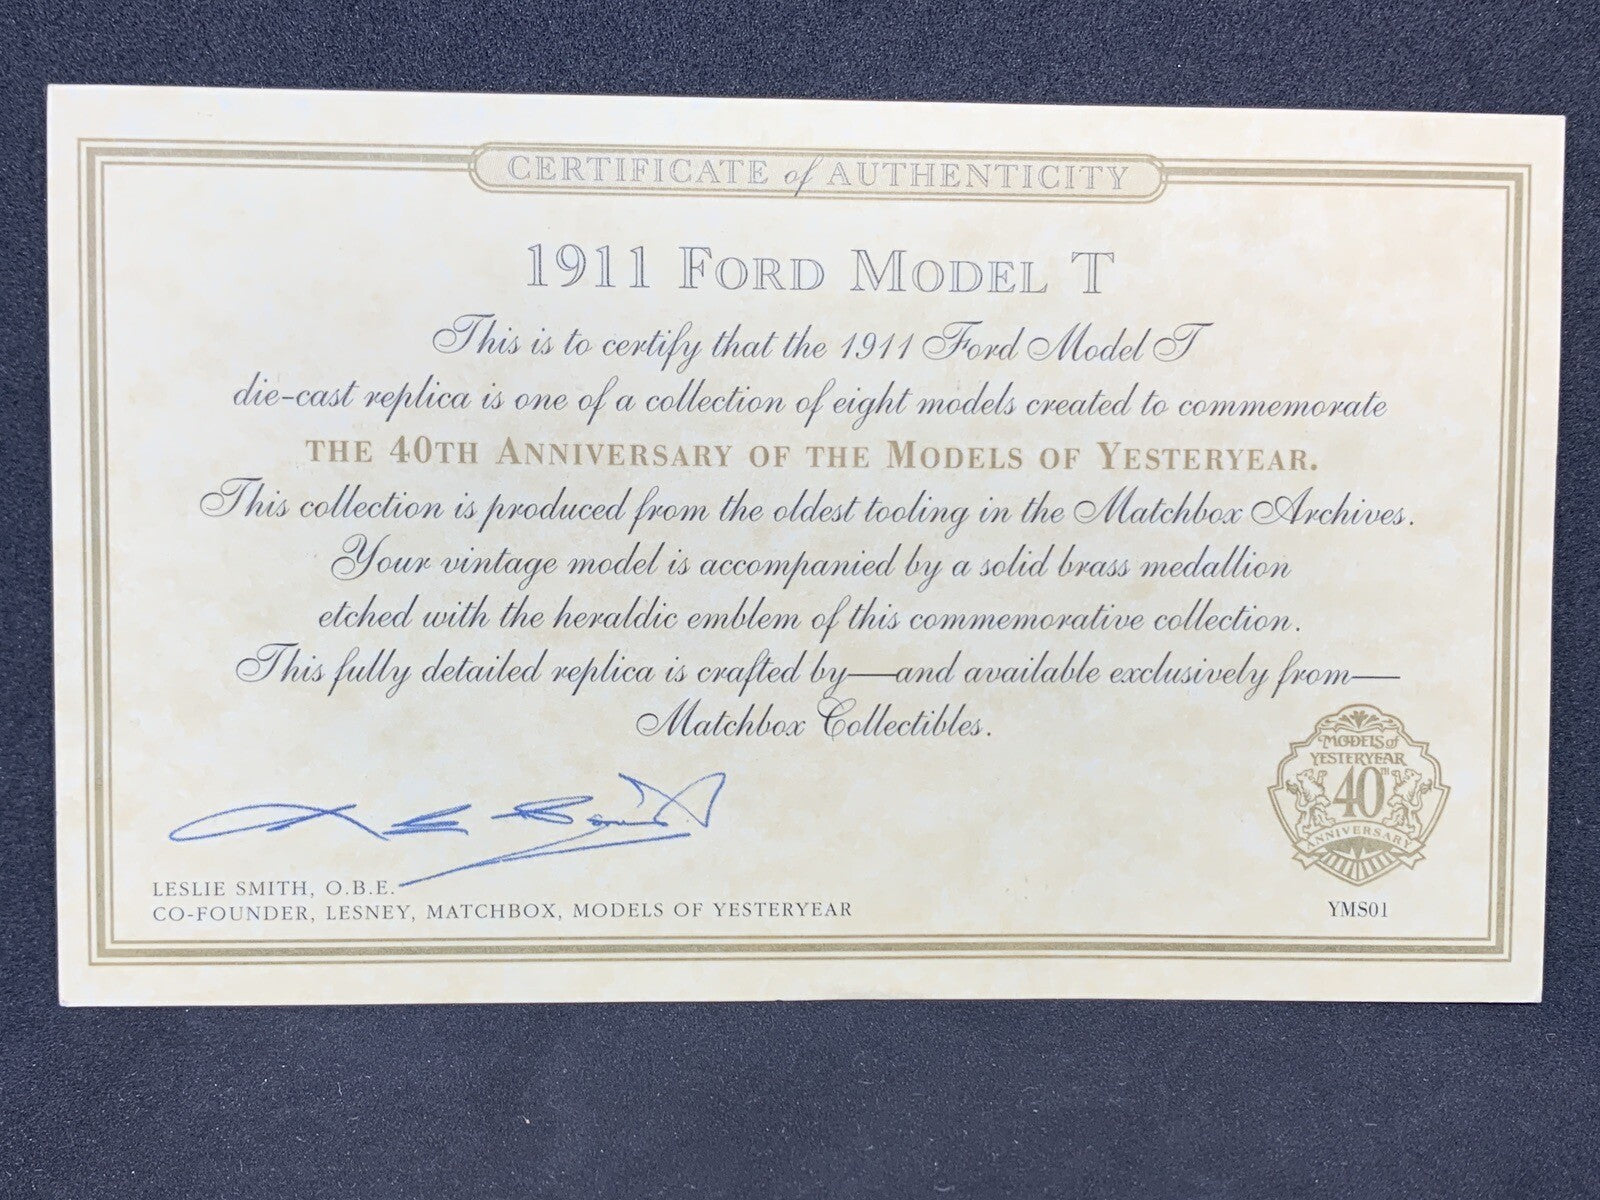 CERTIFICATE of AUTHENTICITY
1911 FORD MODEL T
This is to certify that the 1911 Ford Model T
die-cast replica is one of a collection of eight models created to commemorate
THE 40TH ANNIVERSARY OF THE MODELS OF YESTERYEAR.
This collection is produced from the oldest tooling in the Matchbox Archives.
Your vintage model is accompanied by a solid brass medallion
etched with the heraldic emblem of this commemorative collection.
This fully detailed replica is crafted by—and available exclusively from—
Matchbox Collectibles.
LESLIE SMITH, O.B.E.
CO-FOUNDER, LESNEY, MATCHBOX, MODELS OF YESTERYEAR
MODELS of
YESTERYEAR
40TH
ANNIVERSARY
YMS01